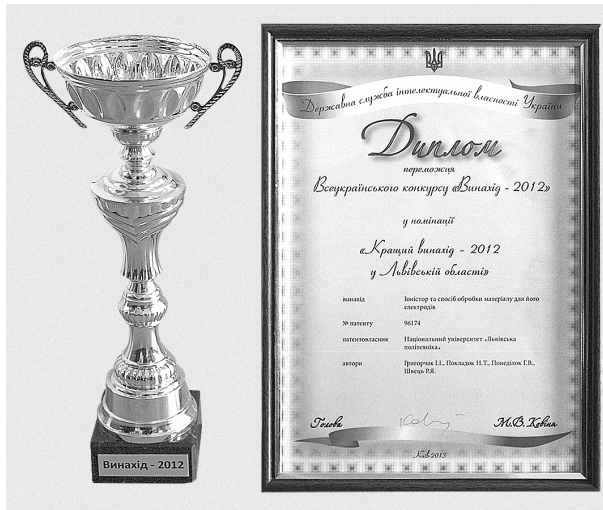 Державна служба інтелектуальної власності України
Диплом
переможця
Всеукраїнського конкурсу «Винахід - 2012»
у номінації
«Кращий винахід - 2012
у Львівській області»
винахід Іоністор та спосіб обробки матеріалу для його
електродів
№ патенту 96174
патентовласник Національний університет «Львівська
політехніка»
автори Григорчак І.І., Покладок Н.Т., Понеділок Г.В.,
Швець Р.Я.
Голова М.В. Ковіня
Київ-2013
Винахід - 2012